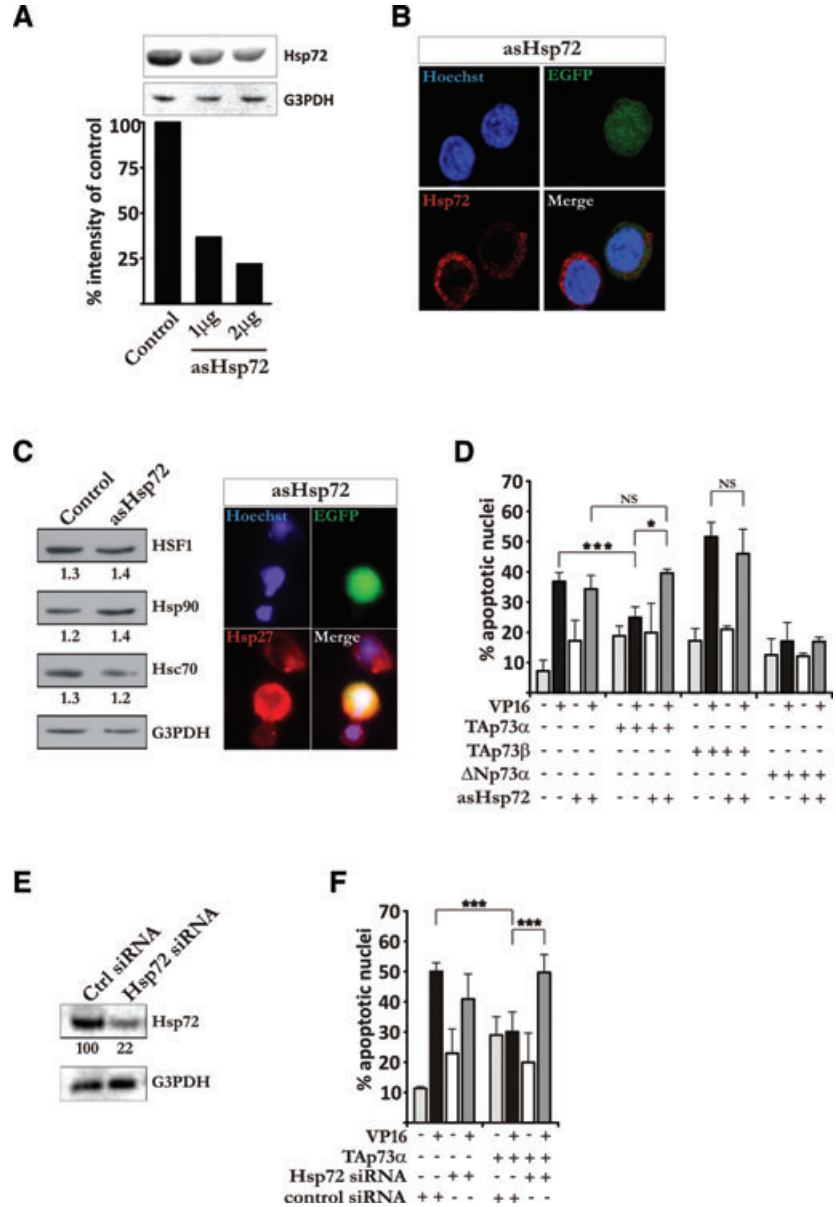 A
Hsp72
G3PDH
% intensity of control
100
75
50
25
Control
1µg
2µg
asHsp72
B
asHsp72
Hoechst
EGFP
Hsp72
Merge
C
Control
asHsp72
HSF1
1.3 1.4
Hsp90
1.2 1.4
Hsc70
1.3 1.2
G3PDH
asHsp72
Hoechst
EGFP
Hsp27
Merge
D
% apoptotic nuclei
70
60
50
40
30
20
10
NS
***
*
NS
VP16 - + - + - + - + - + - + - + - +
TAp73α - - - - + + + + - - - - - - - -
TAp73β - - - - - - - - + + + + - - - -
ΔNp73α - - - - - - - - - - - - + + + +
asHsp72 - - + + - - + + - - + + - - + +
E
Ctrl siRNA
Hsp72 siRNA
Hsp72
100 22
G3PDH
F
% apoptotic nuclei
70
60
50
40
30
20
10
***
***
VP16 - + - + - + - +
TAp73α - - - - + + + +
Hsp72 siRNA - - + + - - + +
control siRNA + + - - + + - -